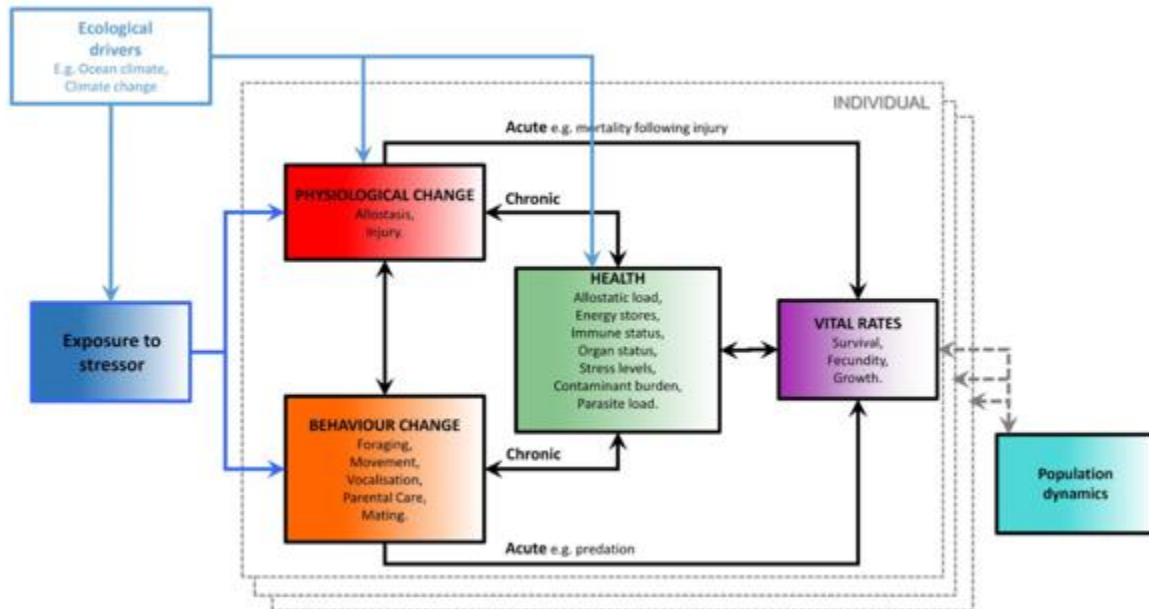 Ecological
drivers
E.g. Ocean climate,
Climate change
INDIVIDUAL
Acute e.g. mortality following injury
PHYSIOLOGICAL CHANGE
Allostasis,
Injury.
Chronic
HEALTH
Allostatic load,
Energy stores,
Immune status,
Organ status,
Stress levels,
Contaminant burden,
Parasite load.
VITAL RATES
Survival,
Fecundity,
Growth.
Exposure to
stressor
BEHAVIOUR CHANGE
Foraging,
Movement,
Vocalisation,
Parental Care,
Mating.
Chronic
Population
dynamics
Acute e.g. predation